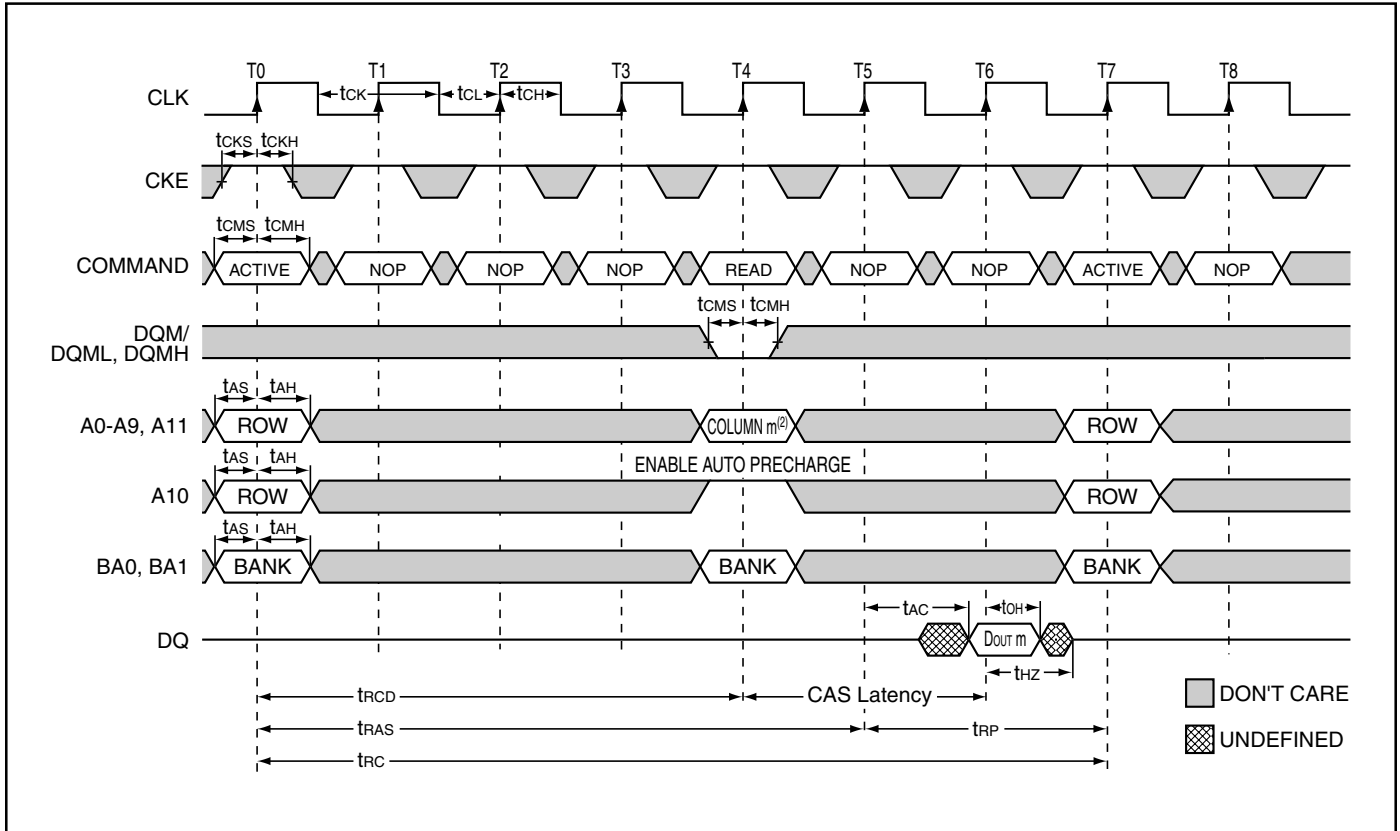 T0 T1 T2 T3 T4 T5 T6 T7 T8
CLK tCK tCL tCH
tCKS tCKH
CKE
tCMS tCMH
COMMAND ACTIVE NOP NOP NOP READ NOP NOP ACTIVE NOP
tCMS tCMH
DQM/
DQML, DQMH
tAS tAH
A0-A9, A11 ROW COLUMN m(2) ROW
tAS tAH ENABLE AUTO PRECHARGE
A10 ROW ROW
tAS tAH
BA0, BA1 BANK BANK BANK
tAC tOH
DQ DOUT m
tHZ
tRCD CAS Latency
DON'T CARE
tRAS tRP
UNDEFINED
tRC